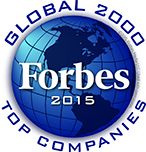 GLOBAL 2000
Forbes
2015
TOP COMPANIES